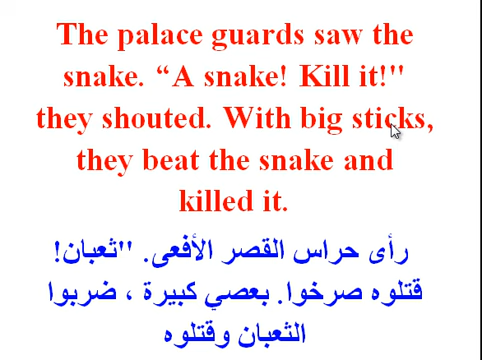 The palace guards saw the
snake. “A snake! Kill it!"
they shouted. With big sticks,
they beat the snake and
killed it.
رأى حراس القصر الأفعى. "ثعبان!
قتلوه صرخوا. بعصي كبيرة ، ضربوا
الثعبان وقتلوه